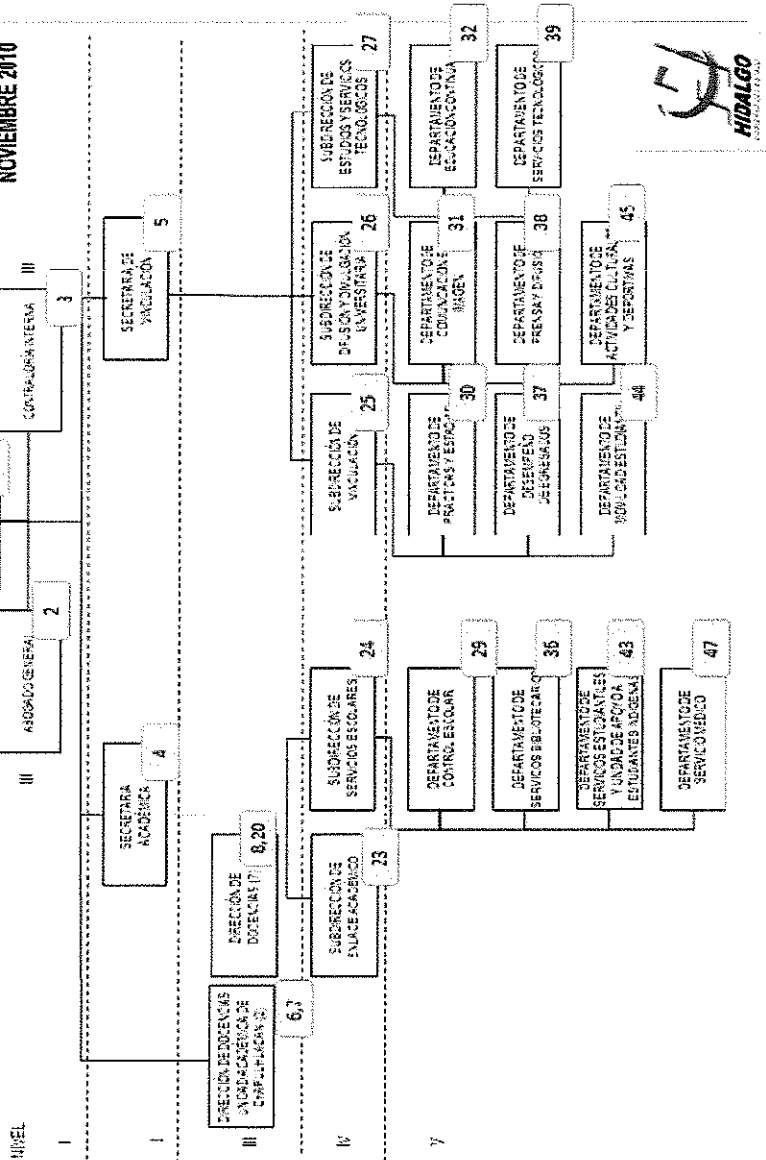 NOVIEMBRE 2010
NIVEL
III
ABOGADO GENERAL
2
CONTRALORÍA INTERNA
3
III
I
I
SECRETARIA
ACADÉMICA
4
SECRETARIA DE
VINCULACIÓN
5
III
DIRECCIÓN DE DOCENCIAS
UNIDAD ACADÉMICA DE
6,7
DIRECCIÓN DE
DOCENCIAS (7)
8,20
IV
SUBDIRECCIÓN DE
ENLACE ACADÉMICO
23
SUBDIRECCIÓN DE
SERVICIOS ESCOLARES
24
SUBDIRECCIÓN DE
VINCULACIÓN
25
SUBDIRECCIÓN DE
DIFUSIÓN Y DIVULGACIÓN
UNIVERSITARIA
26
SUBDIRECCIÓN DE
ESTUDIOS Y SERVICIOS
TECNOLÓGICOS
27
V
DEPARTAMENTO DE
CONTROL ESCOLAR
29
DEPARTAMENTO DE
PRÁCTICAS Y ESTADÍAS
30
DEPARTAMENTO DE
COMUNICACIÓN E
IMAGEN
31
DEPARTAMENTO DE
EDUCACIÓN CONTINUA
32
DEPARTAMENTO DE
SERVICIOS BIBLIOTECARIOS
36
DEPARTAMENTO DE
DESEMPEÑO
DE EGRESADOS
37
DEPARTAMENTO DE
PRENSA Y DIFUSIÓN
38
DEPARTAMENTO DE
SERVICIOS TECNOLÓGICOS
39
DEPARTAMENTO DE
SERVICIOS ESTUDIANTILES
Y UNIDAD DE APOYO A
ESTUDIANTES INDIGENAS
43
DEPARTAMENTO DE
MOVILIDAD ESTUDIANTIL
44
DEPARTAMENTO DE
ACTIVIDADES CULTURALES
Y DEPORTIVAS
45
DEPARTAMENTO DE
SERVICIO MEDICO
47
HIDALGO